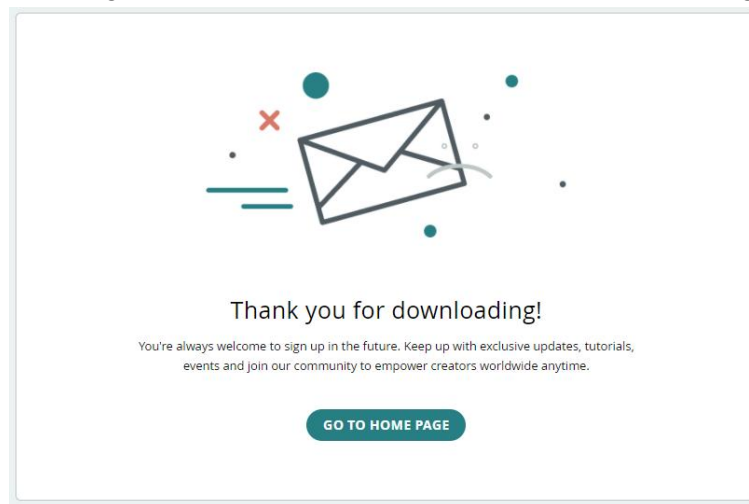 Thank you for downloading!
You're always welcome to sign up in the future. Keep up with exclusive updates, tutorials,
events and join our community to empower creators worldwide anytime.
GO TO HOME PAGE